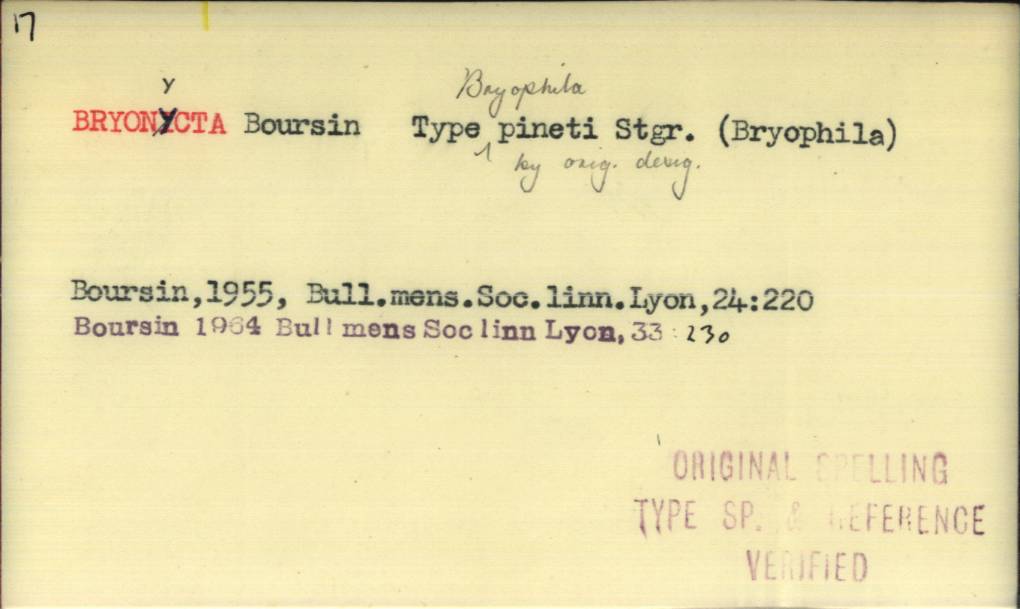 17
y
BRYONYCTA Boursin Type pineti Stgr. (Bryophila)
Bryophila
by orig. desig.
Boursin,1955, Bull.mens.Soc.linn.Lyon,24:220
Boursin 1964 Bull mens Soc linn Lyon, 33 : 230
ORIGINAL SPELLING
TYPE SP. & REFERENCE
VERIFIED